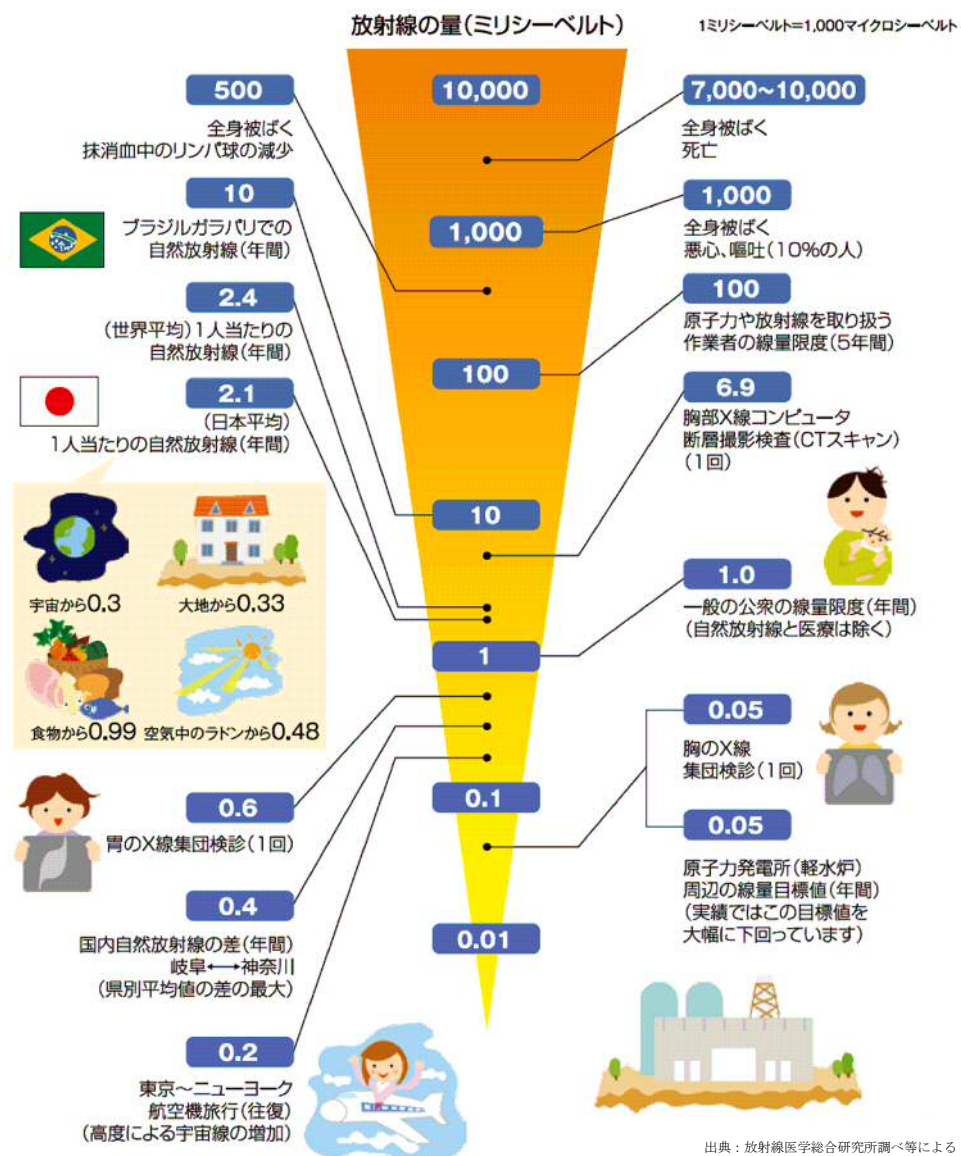 放射線の量(ミリシーベルト)
1ミリシーベルト=1,000マイクロシーベルト
10,000
1,000
100
10
1
0.1
0.01
500
全身被ばく
抹消血中のリンパ球の減少
10
ブラジルガラパリでの
自然放射線(年間)
2.4
(世界平均)1人当たりの
自然放射線(年間)
2.1
(日本平均)
1人当たりの自然放射線(年間)
宇宙から0.3
大地から0.33
食物から0.99
空気中のラドンから0.48
0.6
胃のX線集団検診(1回)
0.4
国内自然放射線の差(年間)
岐阜⟷神奈川
(県別平均値の差の最大)
0.2
東京~ニューヨーク
航空機旅行(往復)
(高度による宇宙線の増加)
7,000~10,000
全身被ばく
死亡
1,000
全身被ばく
悪心、嘔吐(10%の人)
100
原子力や放射線を取り扱う
作業者の線量限度(5年間)
6.9
胸部X線コンピュータ
断層撮影検査(CTスキャン)
(1回)
1.0
一般の公衆の線量限度(年間)
(自然放射線と医療は除く)
0.05
胸のX線
集団検診(1回)
0.05
原子力発電所(軽水炉)
周辺の線量目標値(年間)
(実績ではこの目標値を
大幅に下回っています)
出典:放射線医学総合研究所調べ等による